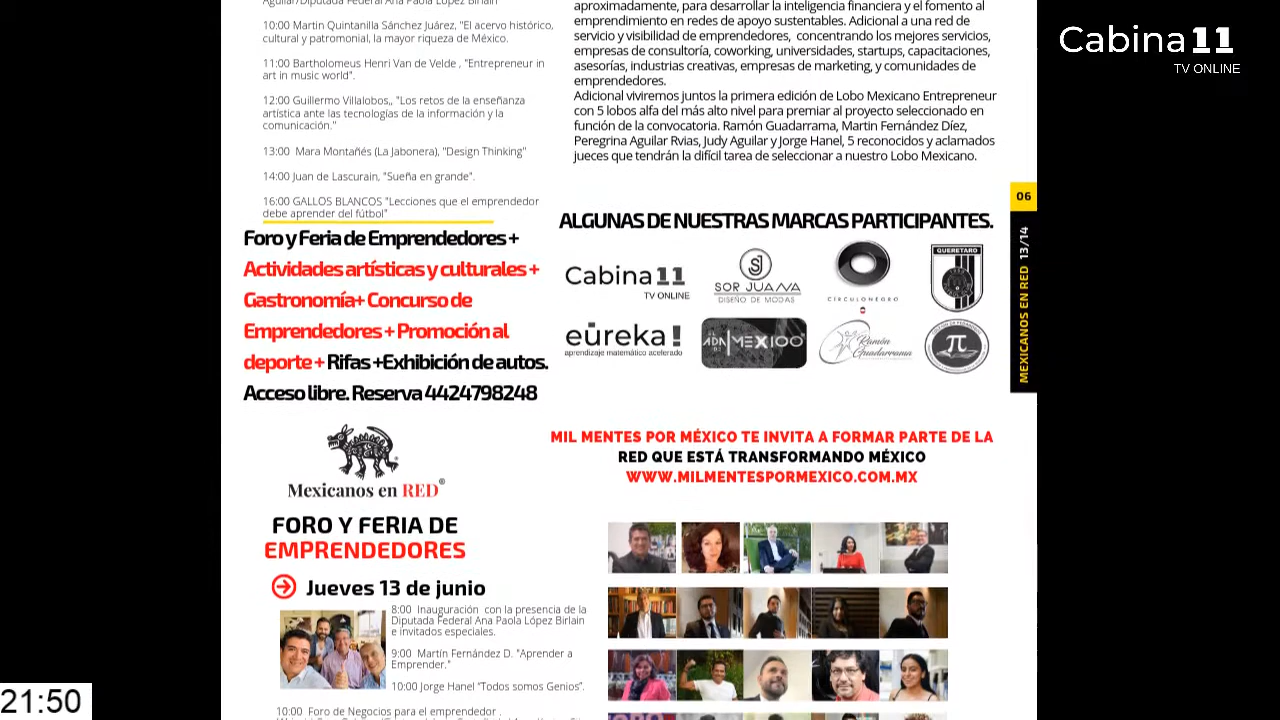 Aguilar/Diputada Federal Ana Paola López Birlain
10:00 Martin Quintanilla Sánchez Juárez, "El acervo histórico,
cultural y patromonial, la mayor riqueza de México.
11:00 Bartholomeus Henri Van de Velde , "Entrepreneur in
art in music world".
12:00 Guillermo Villalobos,, "Los retos de la enseñanza
artística ante las tecnologías de la información y la
comunicación."
13:00 Mara Montañés (La Jabonera), "Design Thinking"
14:00 Juan de Lascurain, "Sueña en grande".
16:00 GALLOS BLANCOS "Lecciones que el emprendedor
debe aprender del fútbol"
Foro y Feria de Emprendedores +
Actividades artísticas y culturales +
Gastronomía+ Concurso de
Emprendedores + Promoción al
deporte + Rifas +Exhibición de autos.
Acceso libre. Reserva 4424798248
Mexicanos en RED®
FORO Y FERIA DE
EMPRENDEDORES
Jueves 13 de junio
8:00 Inauguración con la presencia de la
Diputada Federal Ana Paola López Birlain
e invitados especiales.
9:00 Martín Fernández D. "Aprender a
Emprender."
10:00 Jorge Hanel "Todos somos Genios".
10:00 Foro de Negocios para el emprendedor .
aproximadamente, para desarrollar la inteligencia financiera y el fomento al
emprendimiento en redes de apoyo sustentables. Adicional a una red de
servicio y visibilidad de emprendedores, concentrando los mejores servicios,
empresas de consultoría, coworking, universidades, startups, capacitaciones,
asesorías, industrias creativas, empresas de marketing, y comunidades de
emprendedores.
Adicional viviremos juntos la primera edición de Lobo Mexicano Entrepreneur
con 5 lobos alfa del más alto nivel para premiar al proyecto seleccionado en
función de la convocatoria. Ramón Guadarrama, Martin Fernández Díez,
Peregrina Aguilar Rvias, Judy Aguilar y Jorge Hanel, 5 reconocidos y aclamados
jueces que tendrán la difícil tarea de seleccionar a nuestro Lobo Mexicano.
ALGUNAS DE NUESTRAS MARCAS PARTICIPANTES.
Cabina 11
TV ONLINE
SJ
SOR JUANA
DISEÑO DE MODAS
CÍRCULONEGRO
QUERETARO
eureka!
aprendizaje matemático acelerado
ADN MEXICO
Ramón
Guadarrama
π
MIL MENTES POR MÉXICO TE INVITA A FORMAR PARTE DE LA
RED QUE ESTÁ TRANSFORMANDO MÉXICO
WWW.MILMENTESPORMEXICO.COM.MX
06
MEXICANOS EN RED 13/14
Cabina 11
TV ONLINE
21:50